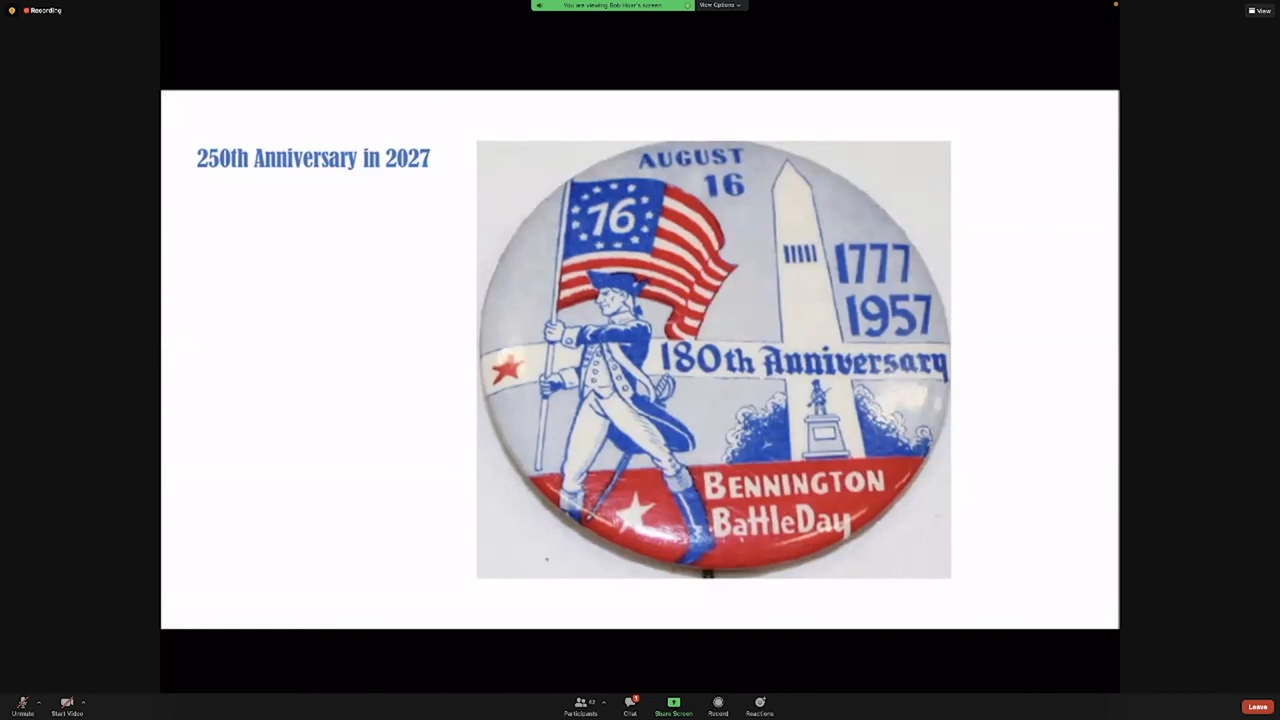 Recording
You are viewing Bob Hoar's screen
View Options
View
250th Anniversary in 2027
AUGUST
16
76
1777
1957
180th Anniversary
BENNINGTON
BattleDay
Unmute
Start Video
Participants
Chat
Share Screen
Record
Reactions
Leave